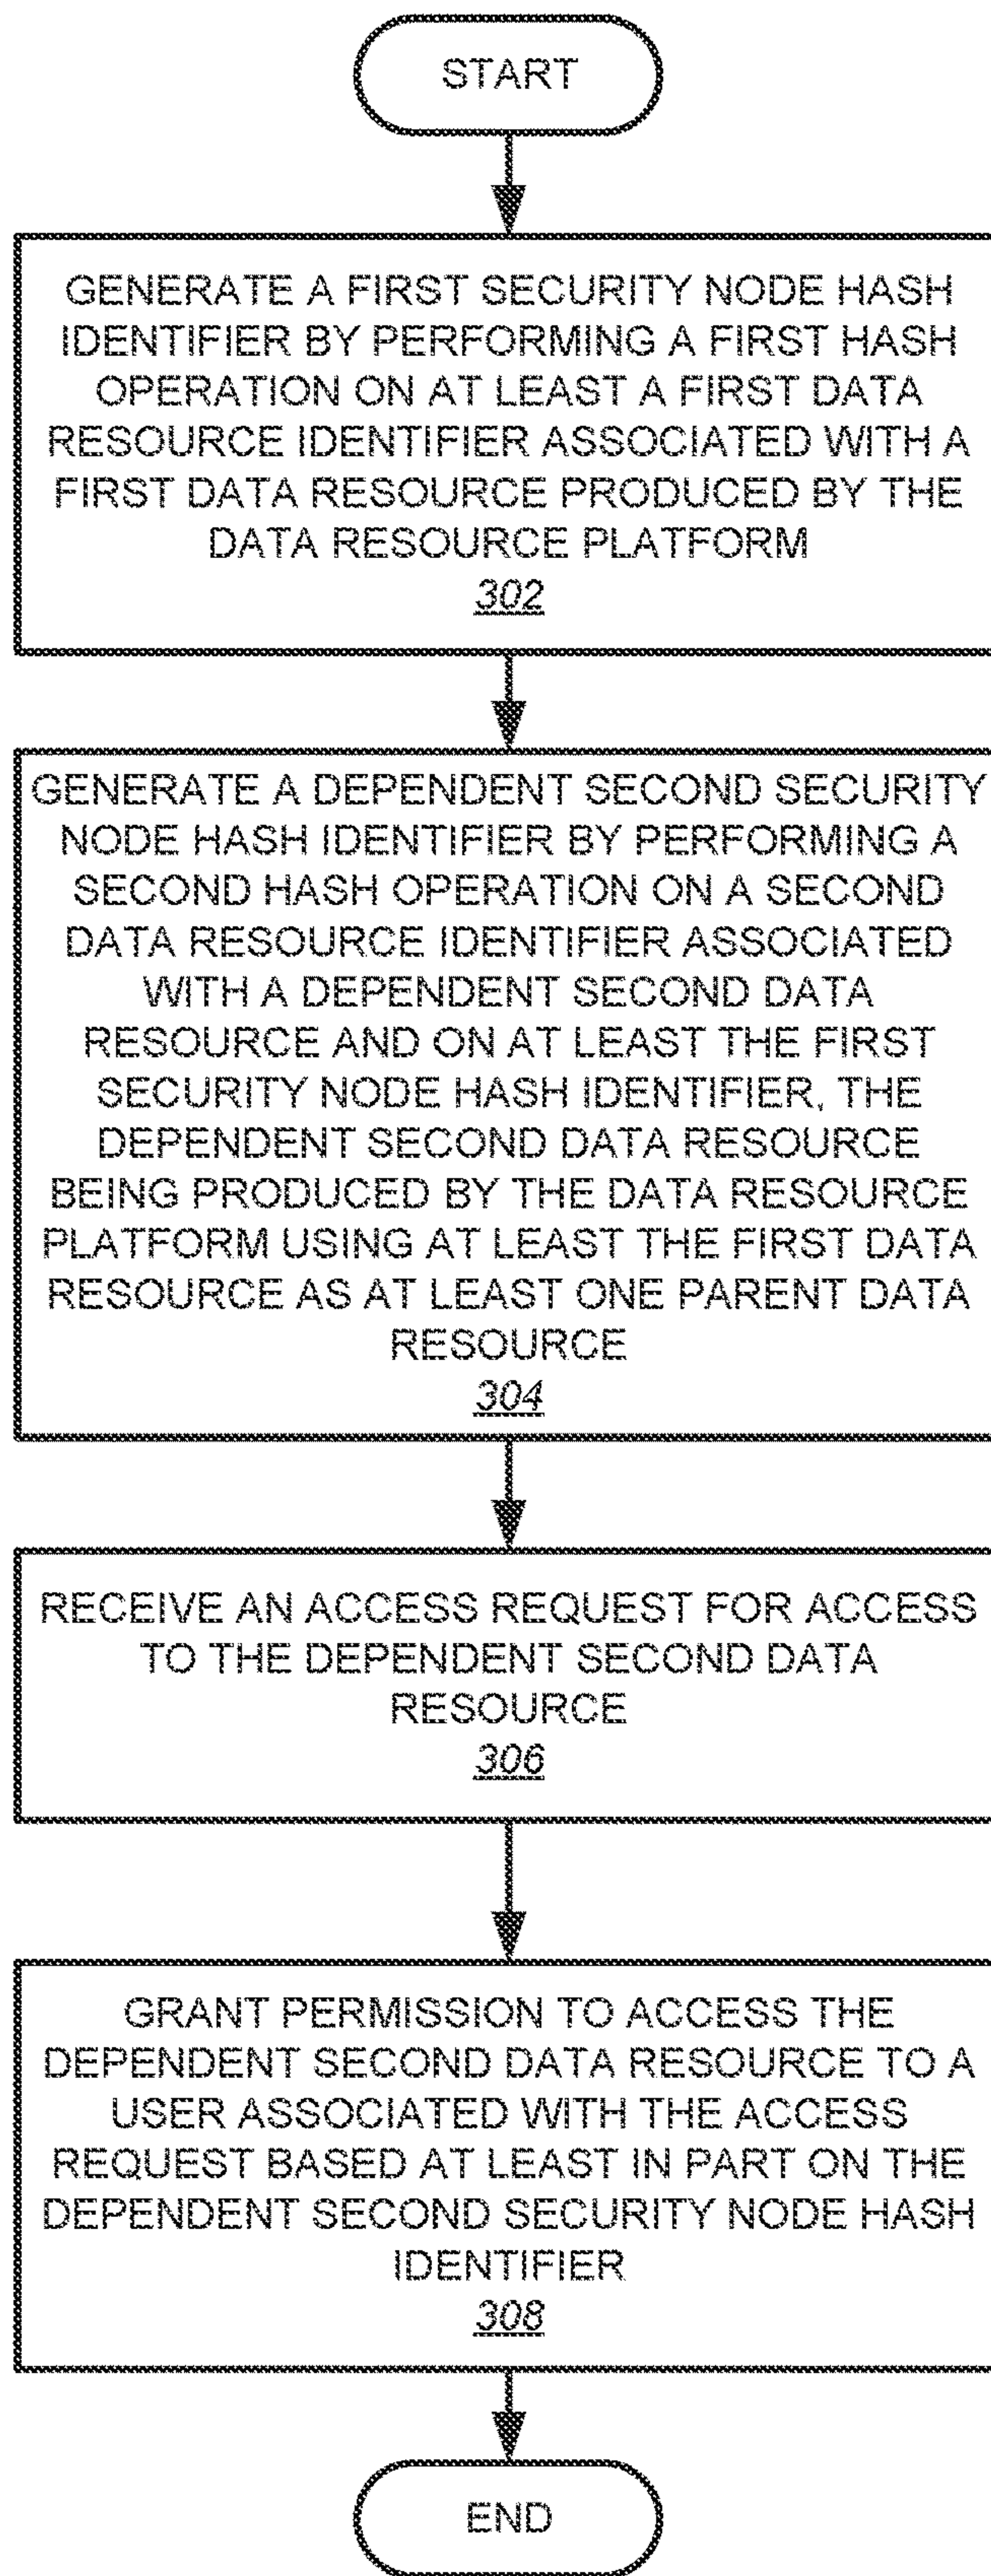 START
GENERATE A FIRST SECURITY NODE HASH
IDENTIFIER BY PERFORMING A FIRST HASH
OPERATION ON AT LEAST A FIRST DATA
RESOURCE IDENTIFIER ASSOCIATED WITH A
FIRST DATA RESOURCE PRODUCED BY THE
DATA RESOURCE PLATFORM
302
GENERATE A DEPENDENT SECOND SECURITY
NODE HASH IDENTIFIER BY PERFORMING A
SECOND HASH OPERATION ON A SECOND
DATA RESOURCE IDENTIFIER ASSOCIATED
WITH A DEPENDENT SECOND DATA
RESOURCE AND ON AT LEAST THE FIRST
SECURITY NODE HASH IDENTIFIER, THE
DEPENDENT SECOND DATA RESOURCE
BEING PRODUCED BY THE DATA RESOURCE
PLATFORM USING AT LEAST THE FIRST DATA
RESOURCE AS AT LEAST ONE PARENT DATA
RESOURCE
304
RECEIVE AN ACCESS REQUEST FOR ACCESS
TO THE DEPENDENT SECOND DATA
RESOURCE
306
GRANT PERMISSION TO ACCESS THE
DEPENDENT SECOND DATA RESOURCE TO A
USER ASSOCIATED WITH THE ACCESS
REQUEST BASED AT LEAST IN PART ON THE
DEPENDENT SECOND SECURITY NODE HASH
IDENTIFIER
308
END